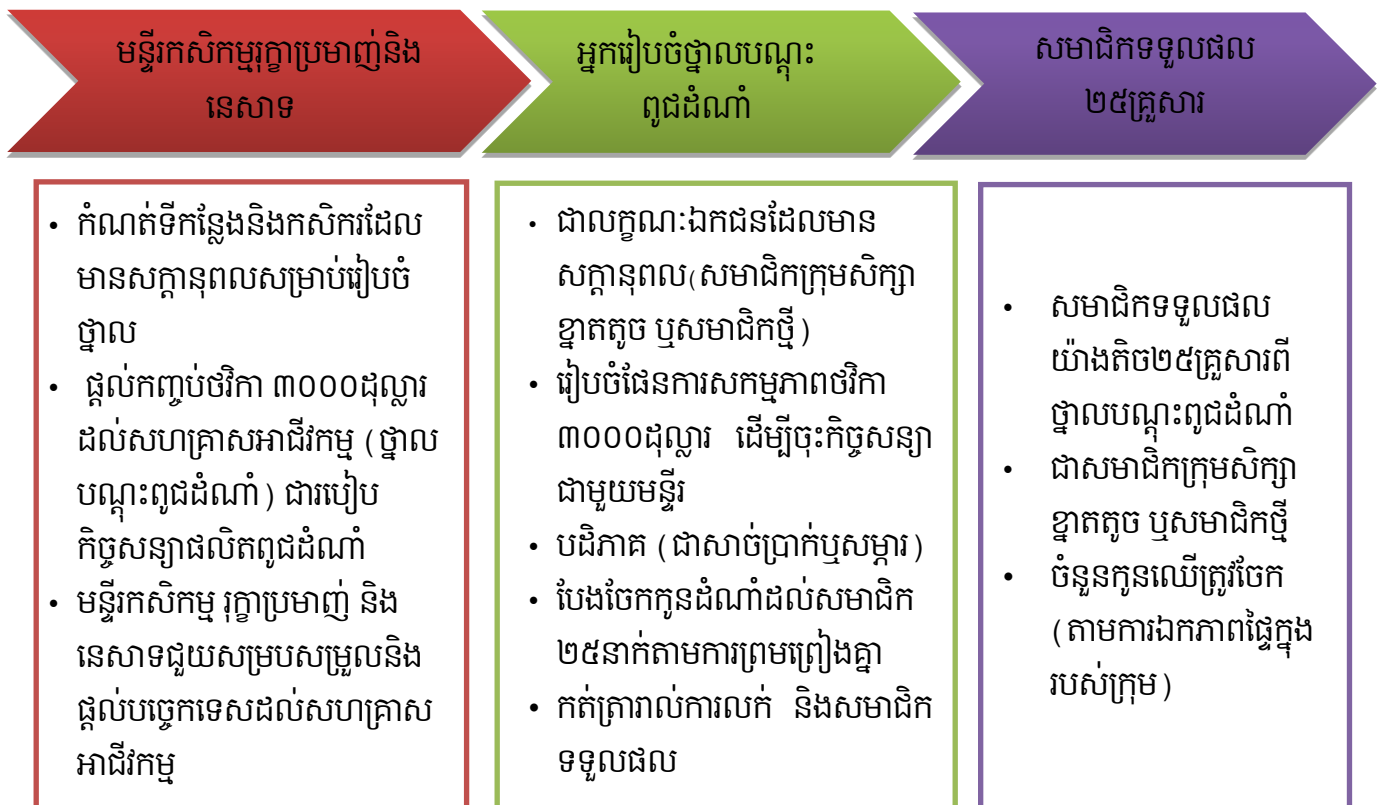 មន្ទីរកសិកម្មរុក្ខាប្រមាញ់និង
នេសាទ
អ្នករៀបចំថ្នាលបណ្តុះ
ពូជដំណាំ
សមាជិកទទួលផល
២៥គ្រួសារ
• កំណត់ទីកន្លែងនិងកសិករដែល
មានសក្តានុពលសម្រាប់រៀបចំ
ថ្នាល
• ផ្តល់កញ្ចប់ថវិកា ៣០០០ដុល្លារ
ដល់សហគ្រាសអាជីវកម្ម (ថ្នាល
បណ្តុះពូជដំណាំ) ជារបៀប
កិច្ចសន្យាផលិតពូជដំណាំ
• មន្ទីរកសិកម្ម រុក្ខាប្រមាញ់ និង
នេសាទជួយសម្របសម្រួលនិង
ផ្តល់បច្ចេកទេសដល់សហគ្រាស
អាជីវកម្ម
• ជាលក្ខណៈឯកជនដែលមាន
សក្តានុពល(សមាជិកក្រុមសិក្សា
ខ្នាតតូច ឬសមាជិកថ្មី)
• រៀបចំផែនការសកម្មភាពថវិកា
៣០០០ដុល្លារ ដើម្បីចុះកិច្ចសន្យា
ជាមួយមន្ទីរ
• បដិភាគ (ជាសាច់ប្រាក់ឬសម្ភារ)
• បែងចែកកូនដំណាំដល់សមាជិក
២៥នាក់តាមការព្រមព្រៀងគ្នា
• កត់ត្រារាល់ការលក់ និងសមាជិក
ទទួលផល
• សមាជិកទទួលផល
យ៉ាងតិច២៥គ្រួសារពី
ថ្នាលបណ្តុះពូជដំណាំ
• ជាសមាជិកក្រុមសិក្សា
ខ្នាតតូច ឬសមាជិកថ្មី
• ចំនួនកូនឈើត្រូវចែក
(តាមការឯកភាពផ្ទៃក្នុង
របស់ក្រុម)